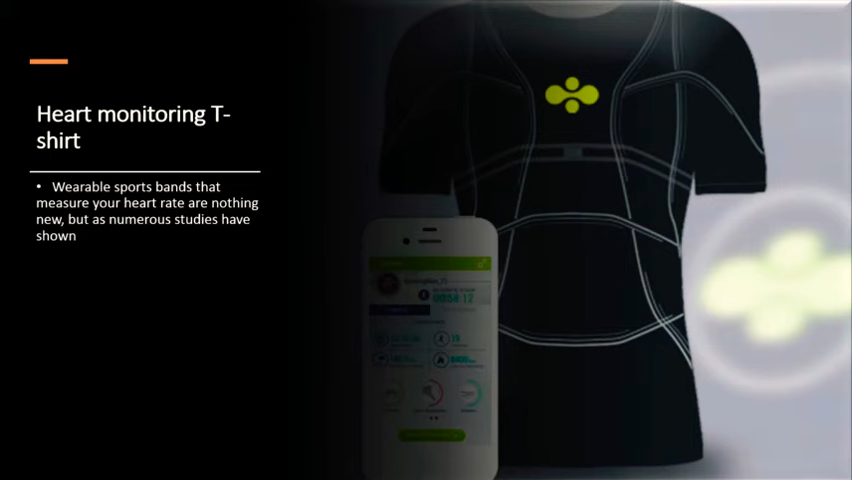 Heart monitoring T-
shirt
• Wearable sports bands that
measure your heart rate are nothing
new, but as numerous studies have
shown